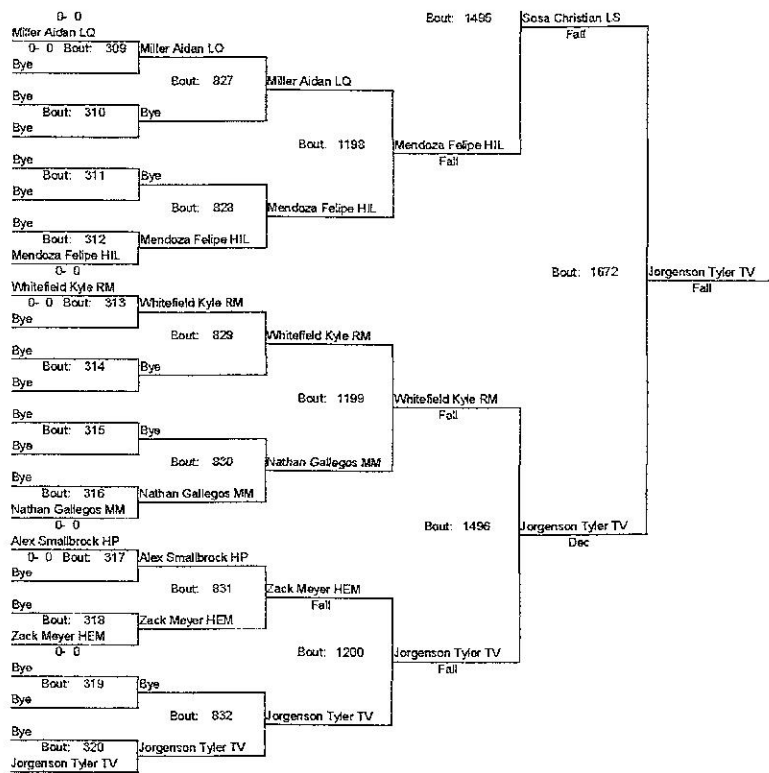 0- 0
Miller Aidan LQ
0- 0 Bout: 309 Miller Aidan LQ
Bye
Bout: 827 Miller Aidan LQ
Bye
Bout: 310 Bye
Bye
Bout: 1198 Mendoza Felipe HIL
Fall
Bye
Bout: 311 Bye
Bye
Bout: 828 Mendoza Felipe HIL
Bye
Bout: 312 Mendoza Felipe HIL
Mendoza Felipe HIL
0- 0
Bout: 1495 Sosa Christian LS
Fall
Bout: 1672 Jorgenson Tyler TV
Fall
Whitefield Kyle RM
0- 0 Bout: 313 Whitefield Kyle RM
Bye
Bout: 829 Whitefield Kyle RM
Bye
Bout: 314 Bye
Bye
Bout: 1199 Whitefield Kyle RM
Fall
Bye
Bout: 315 Bye
Bye
Bout: 830 Nathan Gallegos MM
Bye
Bout: 316 Nathan Gallegos MM
Nathan Gallegos MM
0- 0
Bout: 1496 Jorgenson Tyler TV
Dec
Alex Smallbrock HP
0- 0 Bout: 317 Alex Smallbrock HP
Bye
Bout: 831 Zack Meyer HEM
Fall
Bye
Bout: 318 Zack Meyer HEM
Zack Meyer HEM
0- 0
Bout: 1200 Jorgenson Tyler TV
Fall
Bye
Bout: 319 Bye
Bye
Bout: 832 Jorgenson Tyler TV
Bye
Bout: 320 Jorgenson Tyler TV
Jorgenson Tyler TV